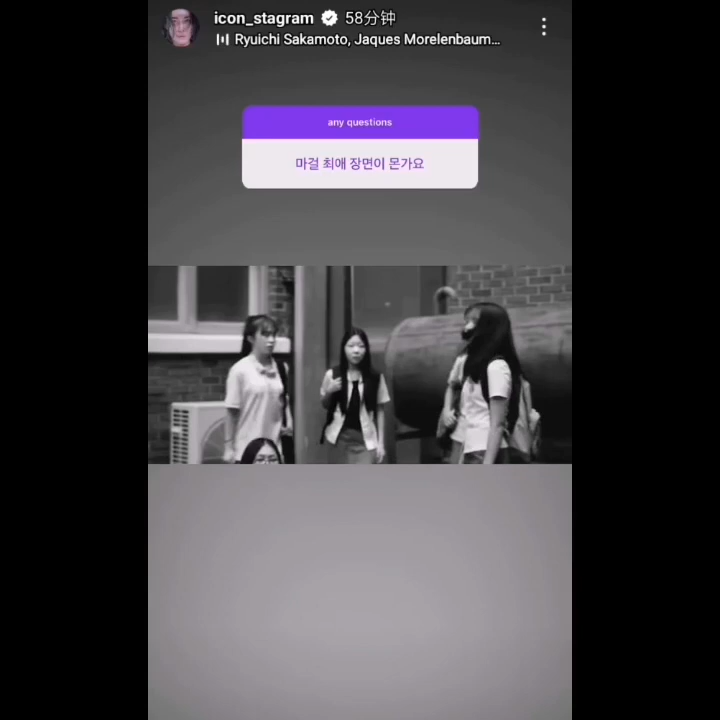 icon_stagram 58分钟
Ryuichi Sakamoto, Jaques Morelenbaum...
any questions
마걸 최애 장면이 몬가요